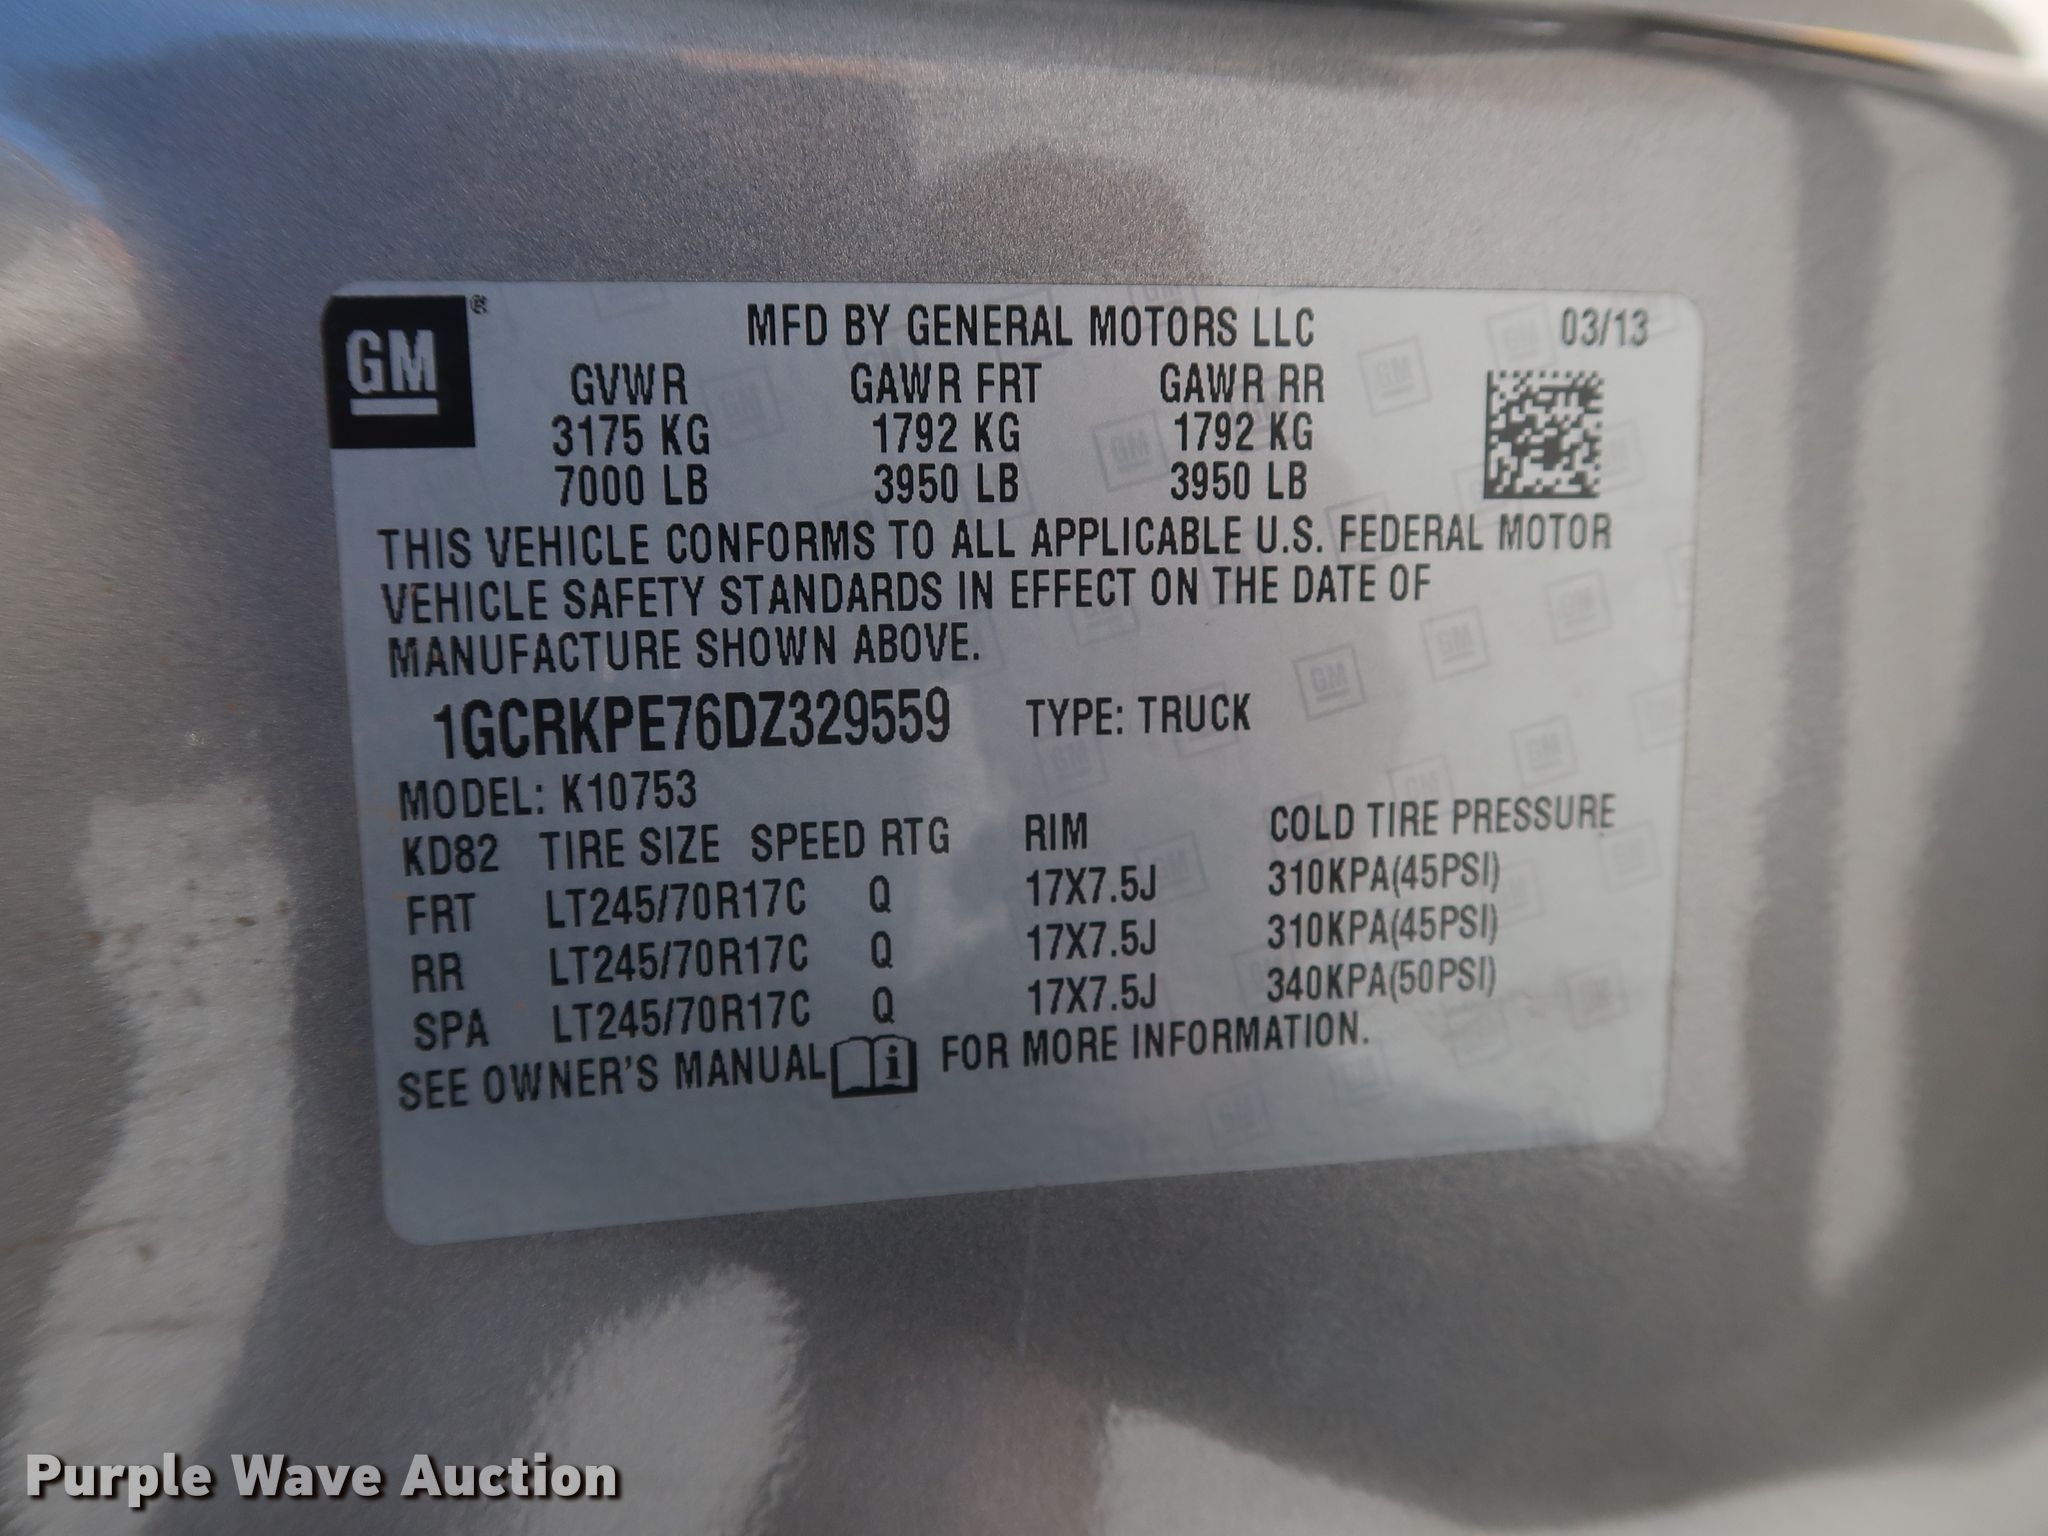 GM ®
MFD BY GENERAL MOTORS LLC 03/13
GVWR GAWR FRT GAWR RR
3175 KG 1792 KG 1792 KG
7000 LB 3950 LB 3950 LB
THIS VEHICLE CONFORMS TO ALL APPLICABLE U.S. FEDERAL MOTOR
VEHICLE SAFETY STANDARDS IN EFFECT ON THE DATE OF
MANUFACTURE SHOWN ABOVE.
1GCRKPE76DZ329559 TYPE: TRUCK
MODEL: K10753
KD82 TIRE SIZE SPEED RTG RIM COLD TIRE PRESSURE
FRT LT245/70R17C Q 17X7.5J 310KPA(45PSI)
RR LT245/70R17C Q 17X7.5J 310KPA(45PSI)
SPA LT245/70R17C Q 17X7.5J 340KPA(50PSI)
SEE OWNER'S MANUAL i FOR MORE INFORMATION.
Purple Wave Auction